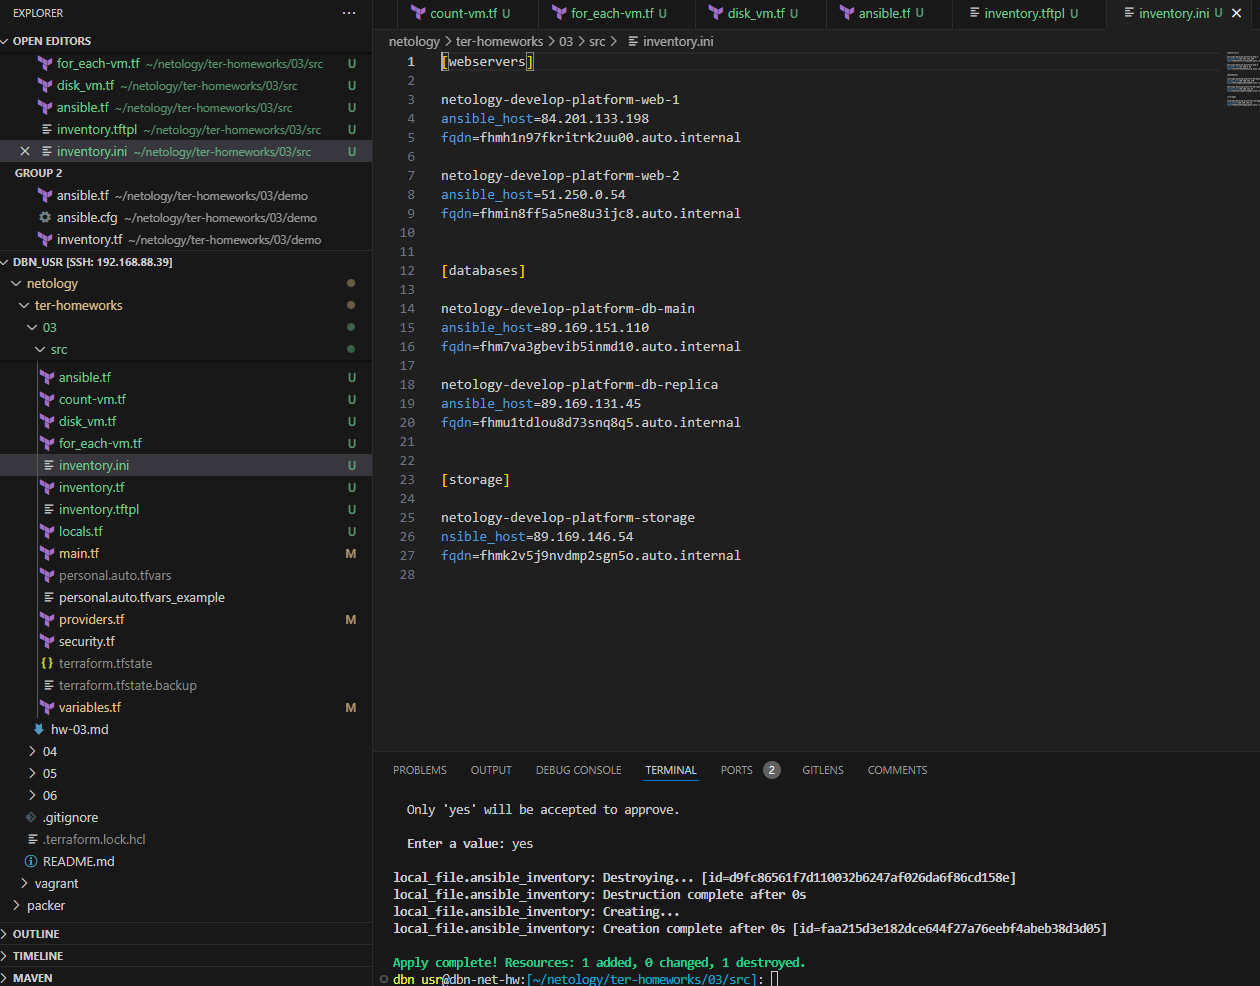 EXPLORER
OPEN EDITORS
for_each-vm.tf ~/netology/ter-homeworks/03/src U
disk_vm.tf ~/netology/ter-homeworks/03/src U
ansible.tf ~/netology/ter-homeworks/03/src U
inventory.tftpl ~/netology/ter-homeworks/03/src U
inventory.ini ~/netology/ter-homeworks/03/src U
GROUP 2
ansible.tf ~/netology/ter-homeworks/03/demo
ansible.cfg ~/netology/ter-homeworks/03/demo
inventory.tf ~/netology/ter-homeworks/03/demo
DBN_USR [SSH: 192.168.88.39]
netology
ter-homeworks
03
src
ansible.tf U
count-vm.tf U
disk_vm.tf U
for_each-vm.tf U
inventory.ini U
inventory.tf U
inventory.tftpl U
locals.tf U
main.tf M
personal.auto.tfvars
personal.auto.tfvars_example
providers.tf M
security.tf
terraform.tfstate
terraform.tfstate.backup
variables.tf M
hw-03.md
04
05
06
.gitignore
.terraform.lock.hcl
README.md
vagrant
packer
OUTLINE
TIMELINE
MAVEN
count-vm.tf U for_each-vm.tf U disk_vm.tf U ansible.tf U inventory.tftpl U inventory.ini U
netology > ter-homeworks > 03 > src > inventory.ini
1 [webservers]
2
3 netology-develop-platform-web-1
4 ansible_host=84.201.133.198
5 fqdn=fhmh1n97fkritrk2uu00.auto.internal
6
7 netology-develop-platform-web-2
8 ansible_host=51.250.0.54
9 fqdn=fhmin8ff5a5ne8u3ijc8.auto.internal
10
11
12 [databases]
13
14 netology-develop-platform-db-main
15 ansible_host=89.169.151.110
16 fqdn=fhm7va3gbevib5inmd10.auto.internal
17
18 netology-develop-platform-db-replica
19 ansible_host=89.169.131.45
20 fqdn=fhmu1tdlou8d73snq8q5.auto.internal
21
22
23 [storage]
24
25 netology-develop-platform-storage
26 nsible_host=89.169.146.54
27 fqdn=fhmk2v5j9nvdmp2sgn5o.auto.internal
28
PROBLEMS OUTPUT DEBUG CONSOLE TERMINAL PORTS 2 GITLENS COMMENTS
Only 'yes' will be accepted to approve.
Enter a value: yes
local_file.ansible_inventory: Destroying... [id=d9fc86561f7d110032b6247af026da6f86cd158e]
local_file.ansible_inventory: Destruction complete after 0s
local_file.ansible_inventory: Creating...
local_file.ansible_inventory: Creation complete after 0s [id=faa215d3e182dce644f27a76eebf4abeb38d3d05]
Apply complete! Resources: 1 added, 0 changed, 1 destroyed.
dbn_usr@dbn-net-hw:[~/netology/ter-homeworks/03/src]: